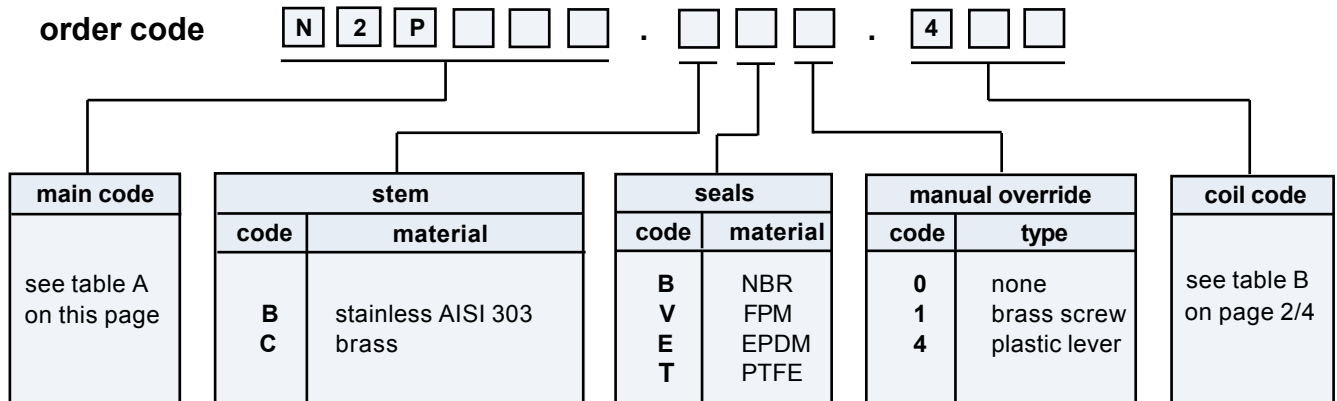 order code N 2 P . . 4
main code
stem
seals
manual override
coil code
code material
code material
code type
see table A
on this page
B stainless AISI 303
C brass
B NBR
V FPM
E EPDM
T PTFE
0 none
1 brass screw
4 plastic lever
see table B
on page 2/4